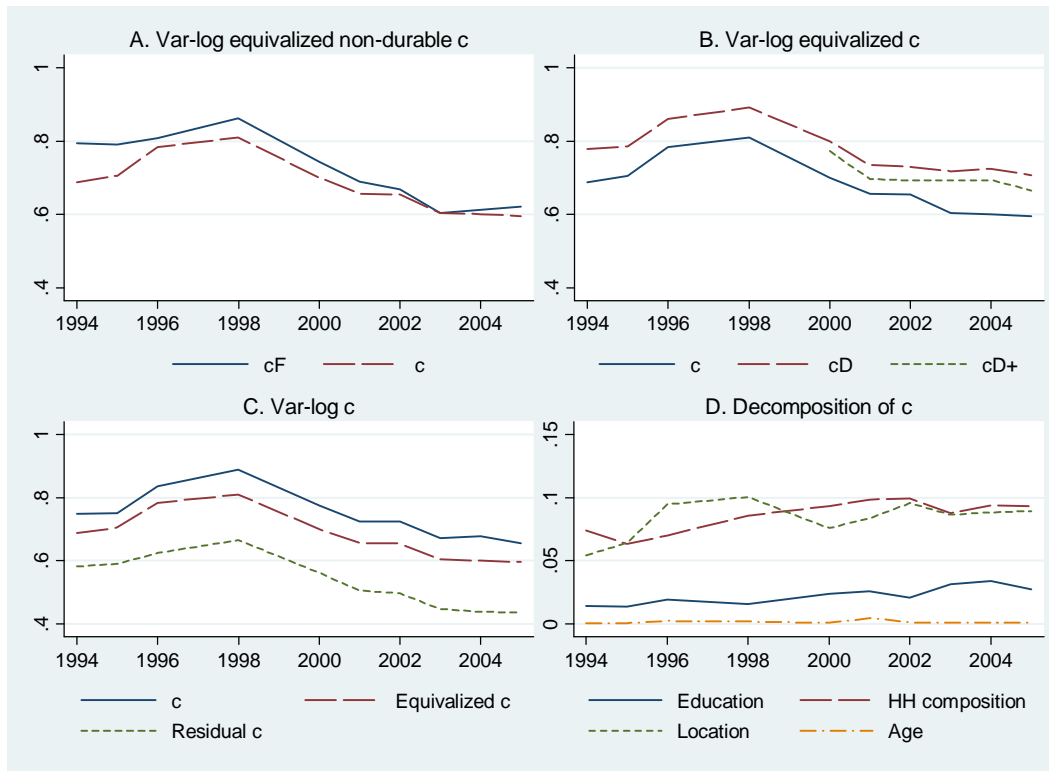 A. Var-log equivalized non-durable c
1
.8
.6
.4
1994 1996 1998 2000 2002 2004
cF c
B. Var-log equivalized c
1
.8
.6
.4
1994 1996 1998 2000 2002 2004
c cD cD+
C. Var-log c
1
.8
.6
.4
1994 1996 1998 2000 2002 2004
c Equivalized c
Residual c
D. Decomposition of c
.15
.1
.05
0
1994 1996 1998 2000 2002 2004
Education HH composition
Location Age